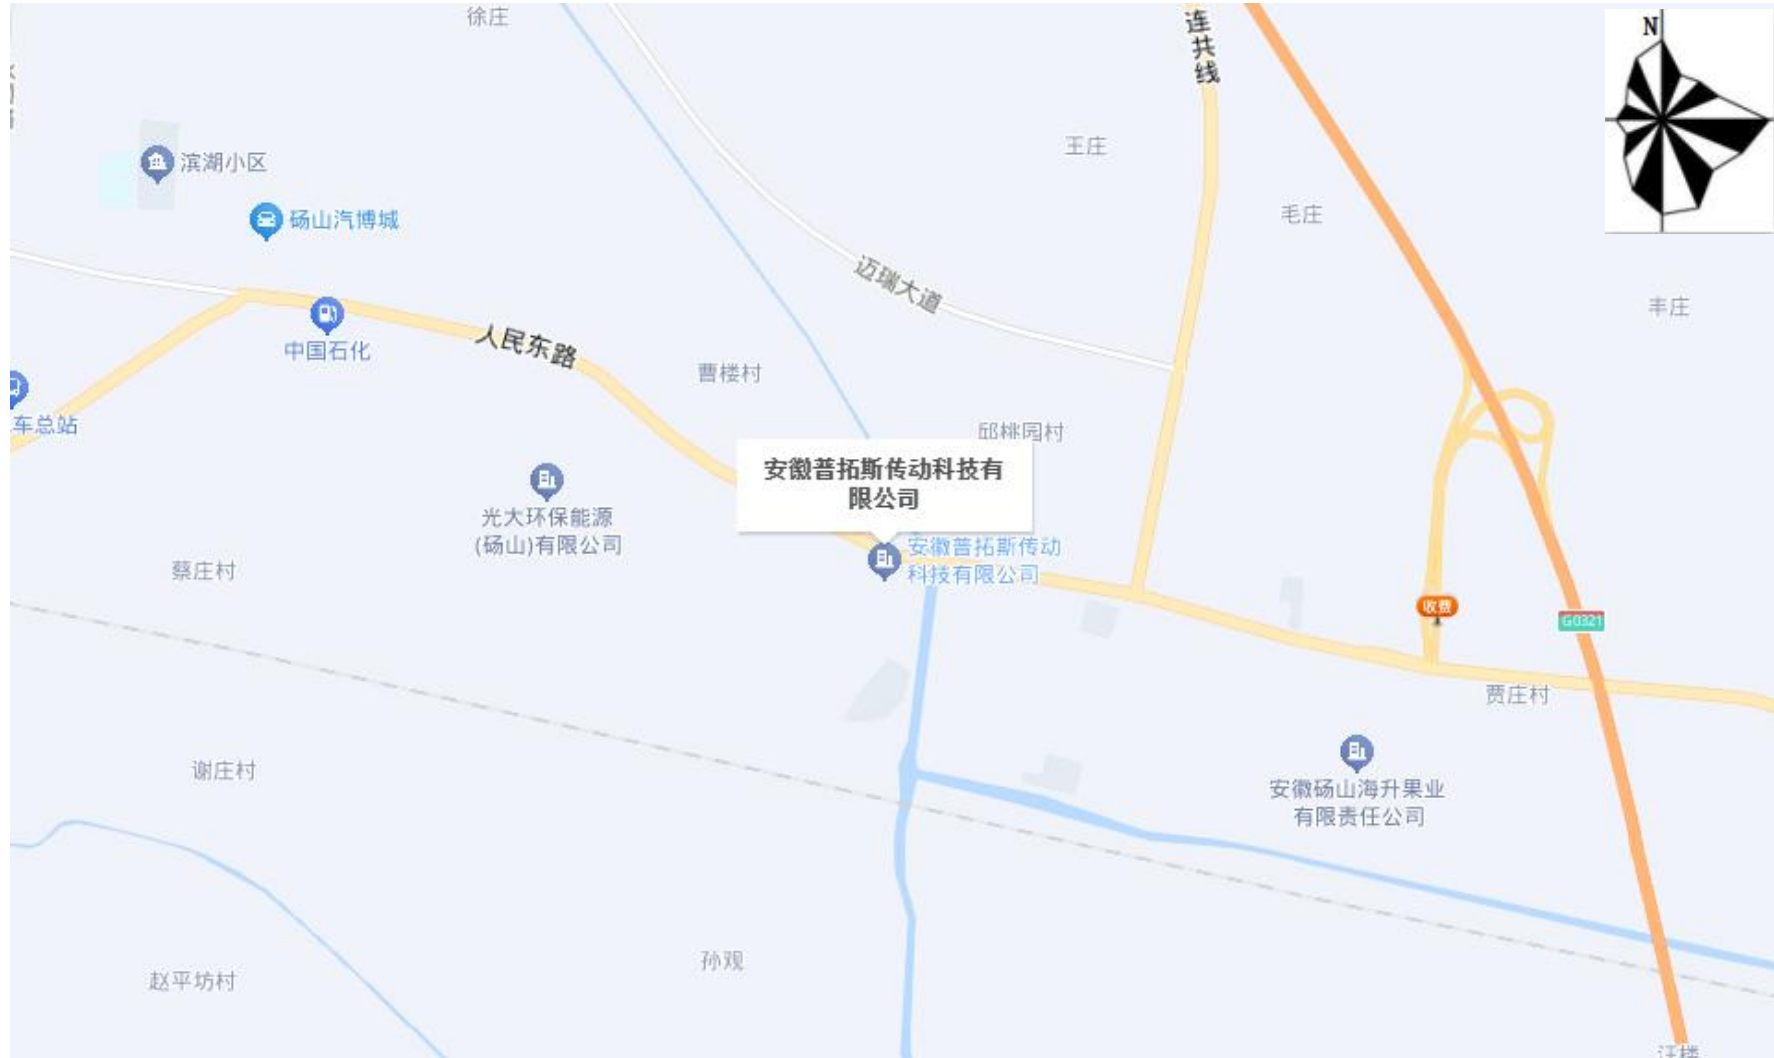 徐庄
连共线
N
王庄
滨湖小区
毛庄
砀山汽博城
迈瑞大道
丰庄
人民东路
中国石化
曹楼村
车总站
邱桃园村
安徽普拓斯传动科技有
限公司
光大环保能源
(砀山)有限公司
安徽普拓斯传动
科技有限公司
蔡庄村
收费
G0321
贾庄村
谢庄村
安徽砀山海升果业
有限责任公司
孙观
赵平坊村
汪楼